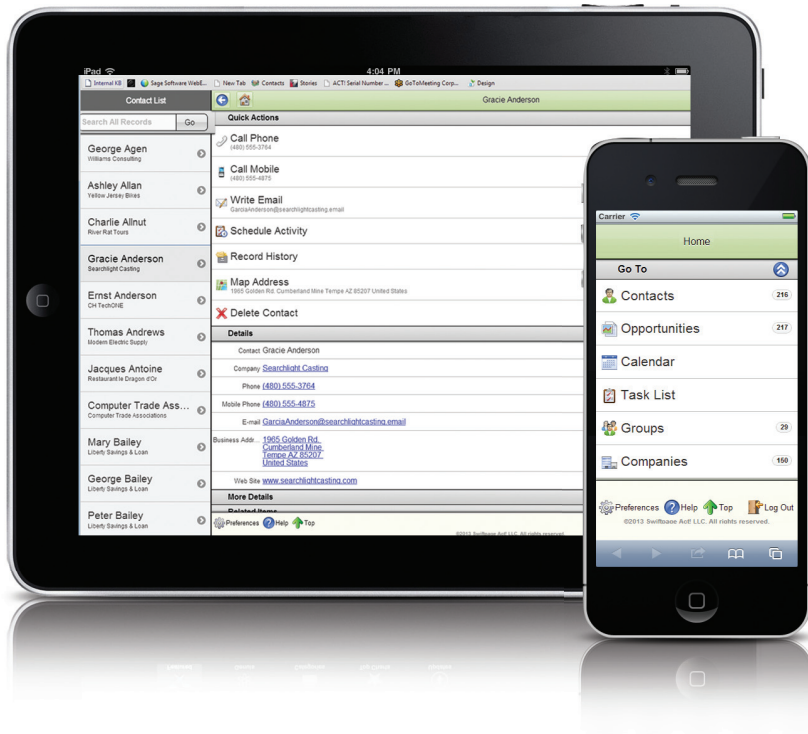 iPad
4:04 PM
Internal KB
Sage Software WebE...
New Tab
Contacts
Stories
ACT! Serial Number ...
GoToMeeting Corp...
Design
Contact List
Gracie Anderson
Search All Records
Go
Quick Actions
George Agen
Williams Consulting
Ashley Allan
Yellow Jersey Bikes
Charlie Allnut
River Rat Tours
Gracie Anderson
Searchlight Casting
Ernst Anderson
CH TechONE
Thomas Andrews
Modern Electric Supply
Jacques Antoine
Restaurant le Dragon d'Or
Computer Trade Ass...
Computer Trade Associations
Mary Bailey
Liberty Savings & Loan
George Bailey
Liberty Savings & Loan
Peter Bailey
Liberty Savings & Loan
Call Phone
(480) 555-3764
Call Mobile
(480) 555-4875
Write Email
GarciaAnderson@searchlightcasting.email
Schedule Activity
Record History
Map Address
1965 Golden Rd. Cumberland Mine Tempe AZ 85207 United States
Delete Contact
Details
Contact Gracie Anderson
Company Searchlight Casting
Phone (480) 555-3764
Mobile Phone (480) 555-4875
E-mail GarciaAnderson@searchlightcasting.email
Business Addr... 1965 Golden Rd.
Cumberland Mine
Tempe AZ 85207
United States
Web Site www.searchlightcasting.com
More Details
Related Items
Preferences Help Top
©2013 Swiftpage Act! LLC. All rights reserved
Carrier
Home
Go To
Contacts 216
Opportunities 217
Calendar
Task List
Groups 29
Companies 150
Preferences Help Top Log Out
©2013 Swiftpage Act! LLC. All rights reserved.